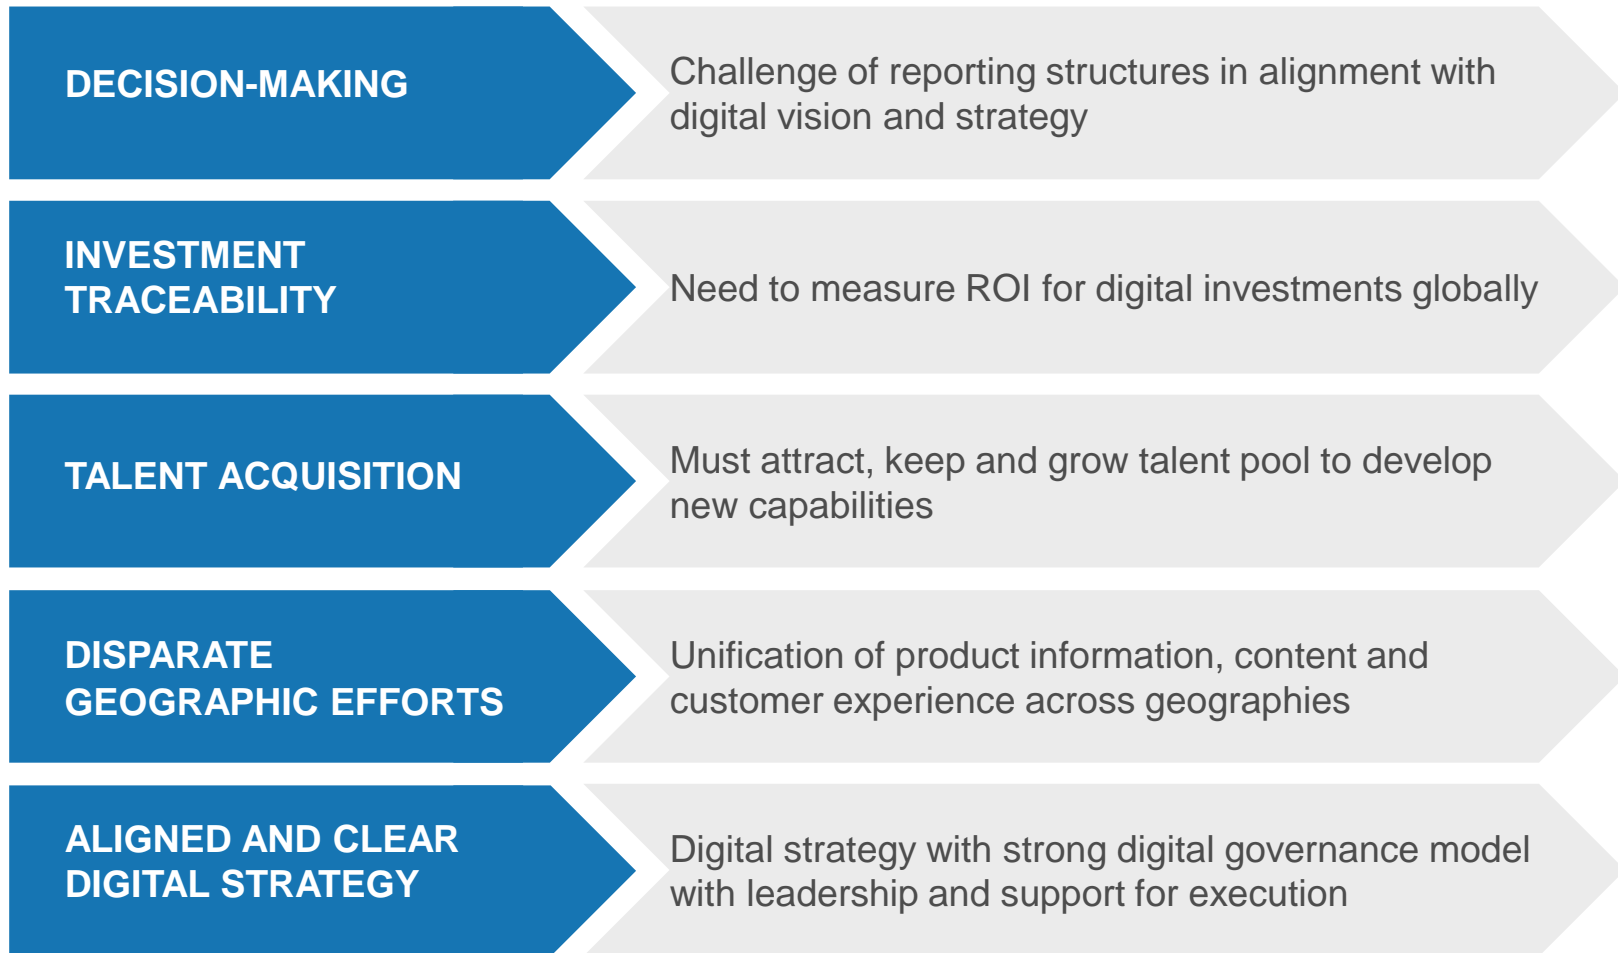 DECISION-MAKING
Challenge of reporting structures in alignment with
digital vision and strategy
INVESTMENT
TRACEABILITY
Need to measure ROI for digital investments globally
TALENT ACQUISITION
Must attract, keep and grow talent pool to develop
new capabilities
DISPARATE
GEOGRAPHIC EFFORTS
Unification of product information, content and
customer experience across geographies
ALIGNED AND CLEAR
DIGITAL STRATEGY
Digital strategy with strong digital governance model
with leadership and support for execution